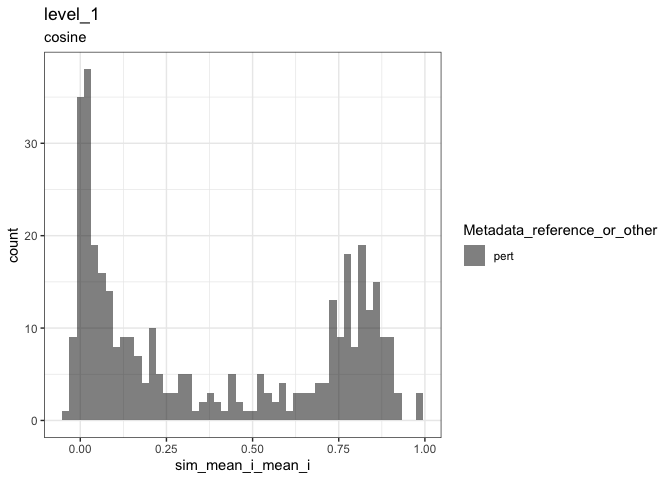 level_1
cosine
count
30
20
10
0
0.00 0.25 0.50 0.75 1.00
sim_mean_i_mean_i
Metadata_reference_or_other
pert